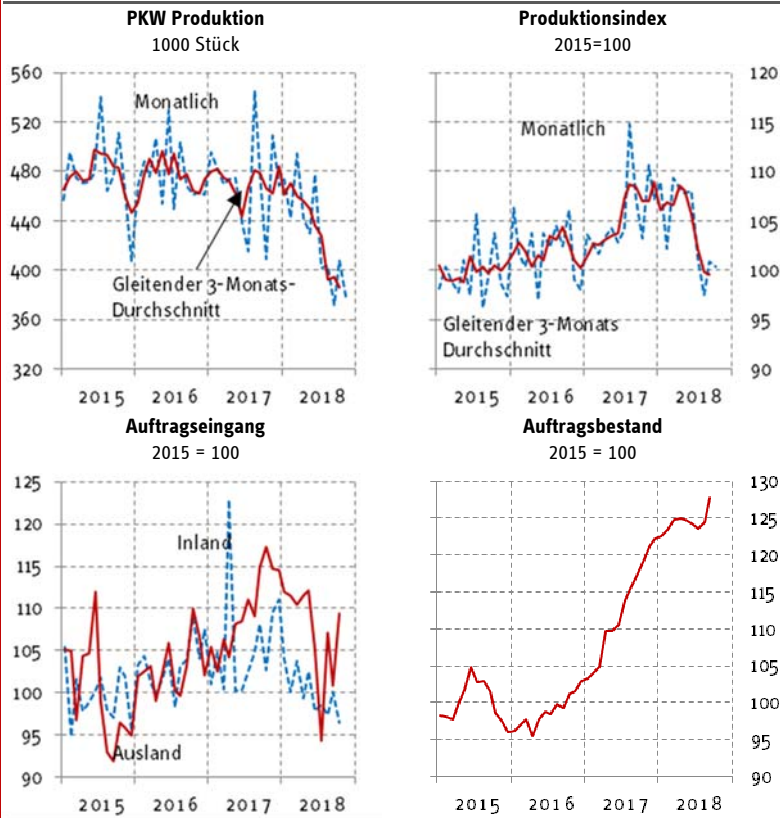 PKW Produktion
1000 Stück
560
520
480
440
400
360
320
Monatlich
Gleitender 3-Monats-
Durchschnitt
2015 2016 2017 2018
Produktionsindex
2015=100
120
115
110
105
100
95
90
Monatlich
Gleitender 3-Monats
Durchschnitt
2015 2016 2017 2018
Auftragseingang
2015 = 100
125
120
115
110
105
100
95
90
Inland
Ausland
2015 2016 2017 2018
Auftragsbestand
2015 = 100
130
125
120
115
110
105
100
95
90
2015 2016 2017 2018